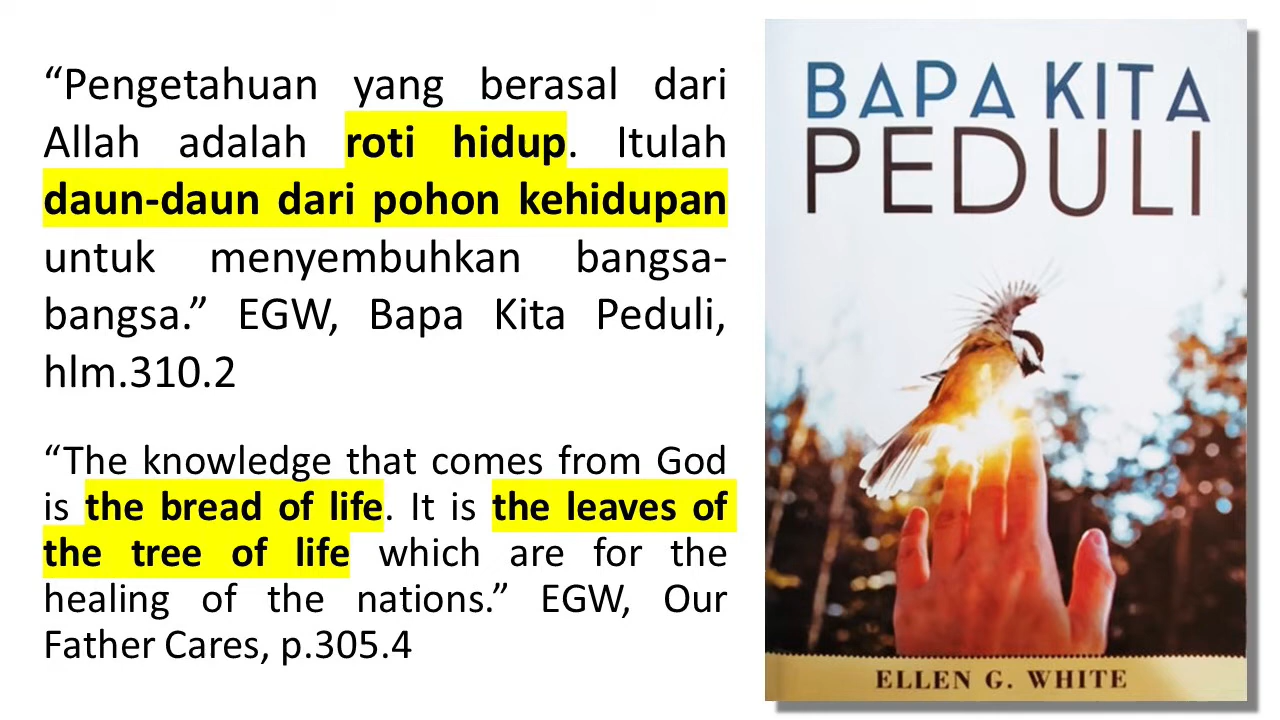 “Pengetahuan yang berasal dari
Allah adalah roti hidup. Itulah
daun-daun dari pohon kehidupan
untuk menyembuhkan bangsa-
bangsa.” EGW, Bapa Kita Peduli,
hlm.310.2
“The knowledge that comes from God
is the bread of life. It is the leaves of
the tree of life which are for the
healing of the nations.” EGW, Our
Father Cares, p.305.4
BAPA KITA
PEDULI
ELLEN G. WHITE